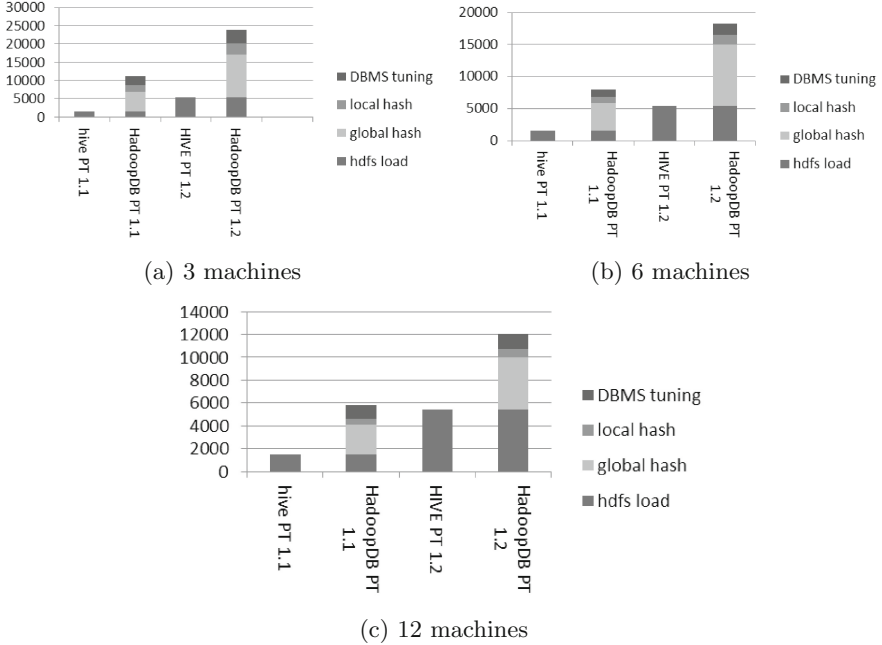 30000
25000
20000
15000
10000
5000
0
hive PT 1.1
HadoopDB PT 1.1
HIVE PT 1.2
HadoopDB PT 1.2
DBMS tuning
local hash
global hash
hdfs load
(a) 3 machines
20000
15000
10000
5000
0
hive PT 1.1
HadoopDB PT
1.1
HIVE PT 1.2
HadoopDB PT
1.2
DBMS tuning
local hash
global hash
hdfs load
(b) 6 machines
14000
12000
10000
8000
6000
4000
2000
0
hive PT 1.1
HadoopDB PT
1.1
HIVE PT 1.2
HadoopDB PT
1.2
DBMS tuning
local hash
global hash
hdfs load
(c) 12 machines